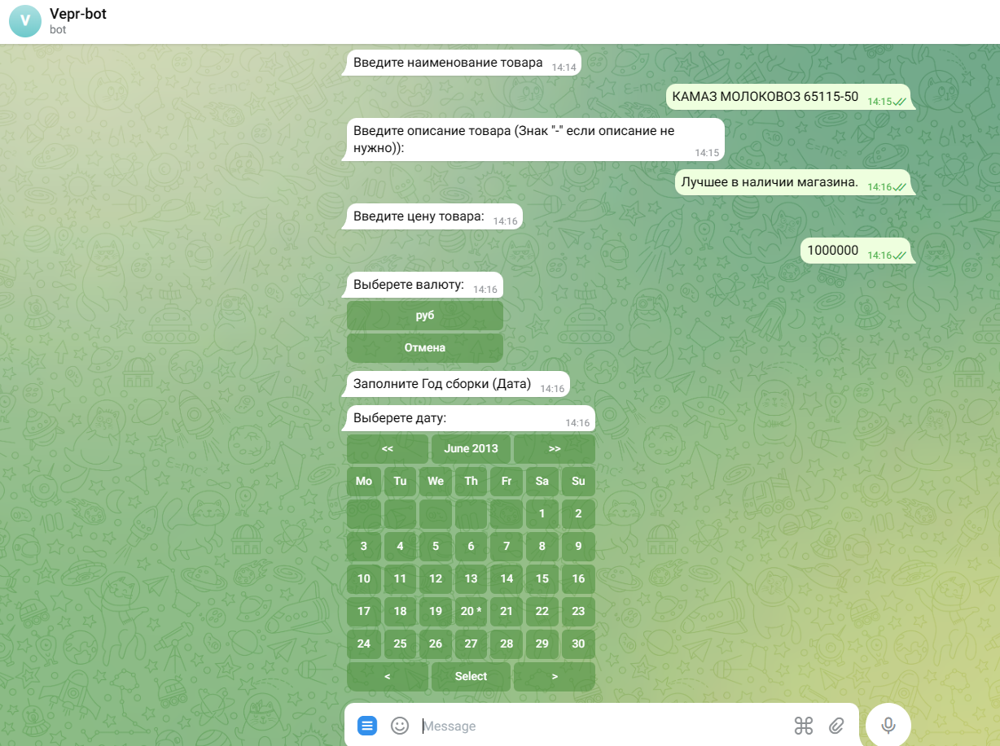 V
Vepr-bot
bot
Введите наименование товара 14:14
КАМАЗ МОЛОКОВОЗ 65115-50 14:15
Введите описание товара (Знак "-" если описание не
нужно)): 14:15
Лучшее в наличии магазина. 14:16
Введите цену товара: 14:16
1000000 14:16
Выберете валюту: 14:16
руб
Отмена
Заполните Год сборки (Дата) 14:16
Выберете дату: 14:16
<< June 2013 >>
Mo Tu We Th Fr Sa Su
1 2
3 4 5 6 7 8 9
10 11 12 13 14 15 16
17 18 19 20 * 21 22 23
24 25 26 27 28 29 30
< Select >
Message